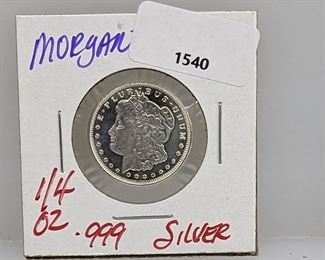 MORGAN
1540
E·PLURIBUS·UNUM
1/4
OZ .999 SILVER